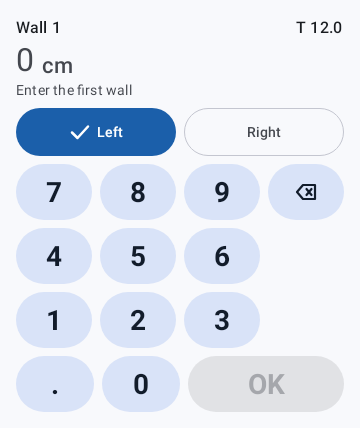 Wall 1 T 12.0
0 cm
Enter the first wall
Left Right
7 8 9
4 5 6
1 2 3
. 0 OK